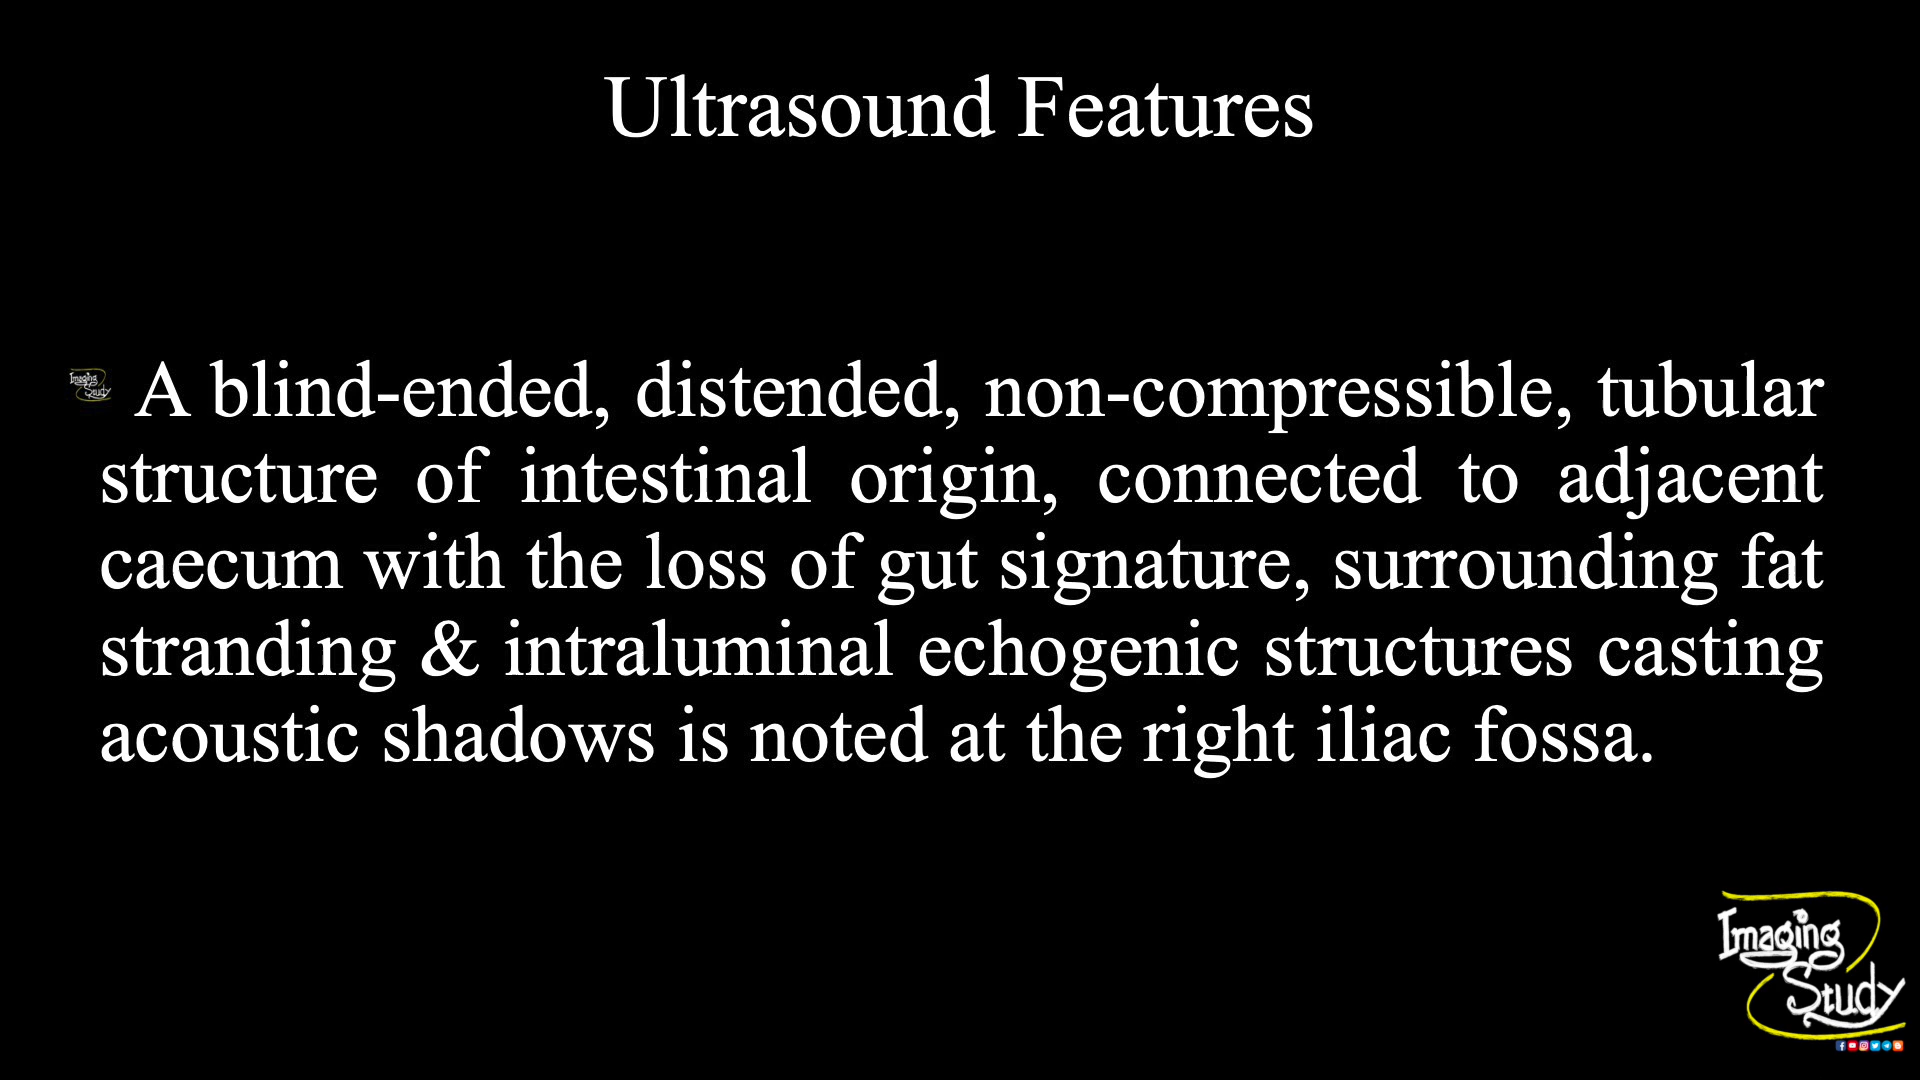 Ultrasound Features
Imaging
Study
A blind-ended, distended, non-compressible, tubular
structure of intestinal origin, connected to adjacent
caecum with the loss of gut signature, surrounding fat
stranding & intraluminal echogenic structures casting
acoustic shadows is noted at the right iliac fossa.
Imaging
Study